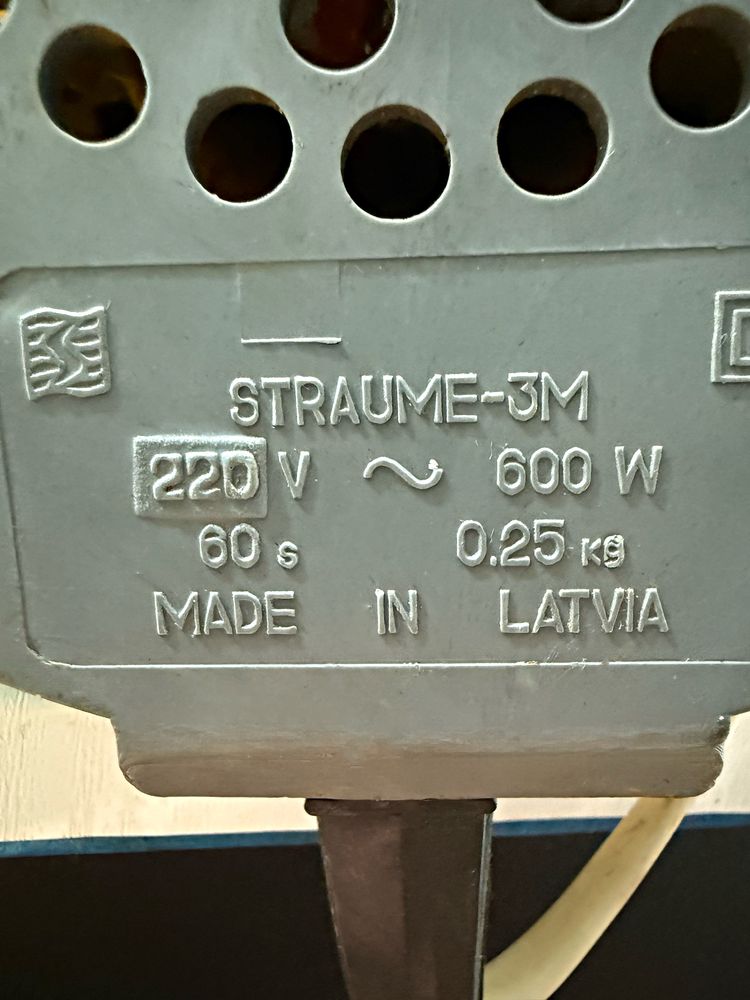 STRAUME-3M
220 V ~ 600 W
60 s 0.25 kg
MADE IN LATVIA